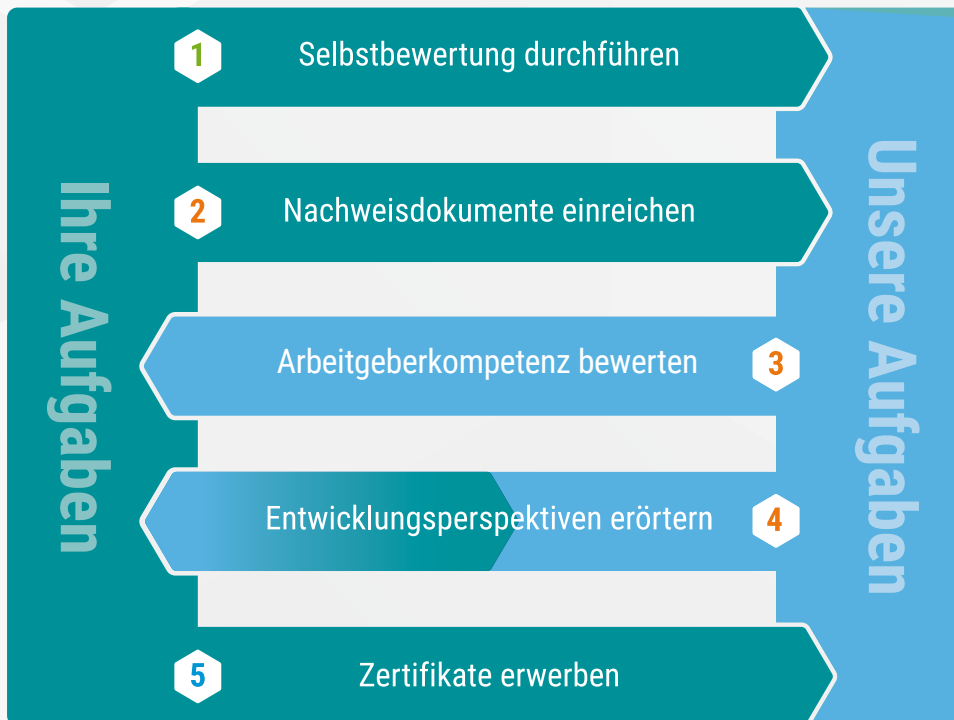 Ihre Aufgaben
1 Selbstbewertung durchführen
2 Nachweisdokumente einreichen
Arbeitgeberkompetenz bewerten 3
Entwicklungsperspektiven erörtern 4
5 Zertifikate erwerben
Unsere Aufgaben